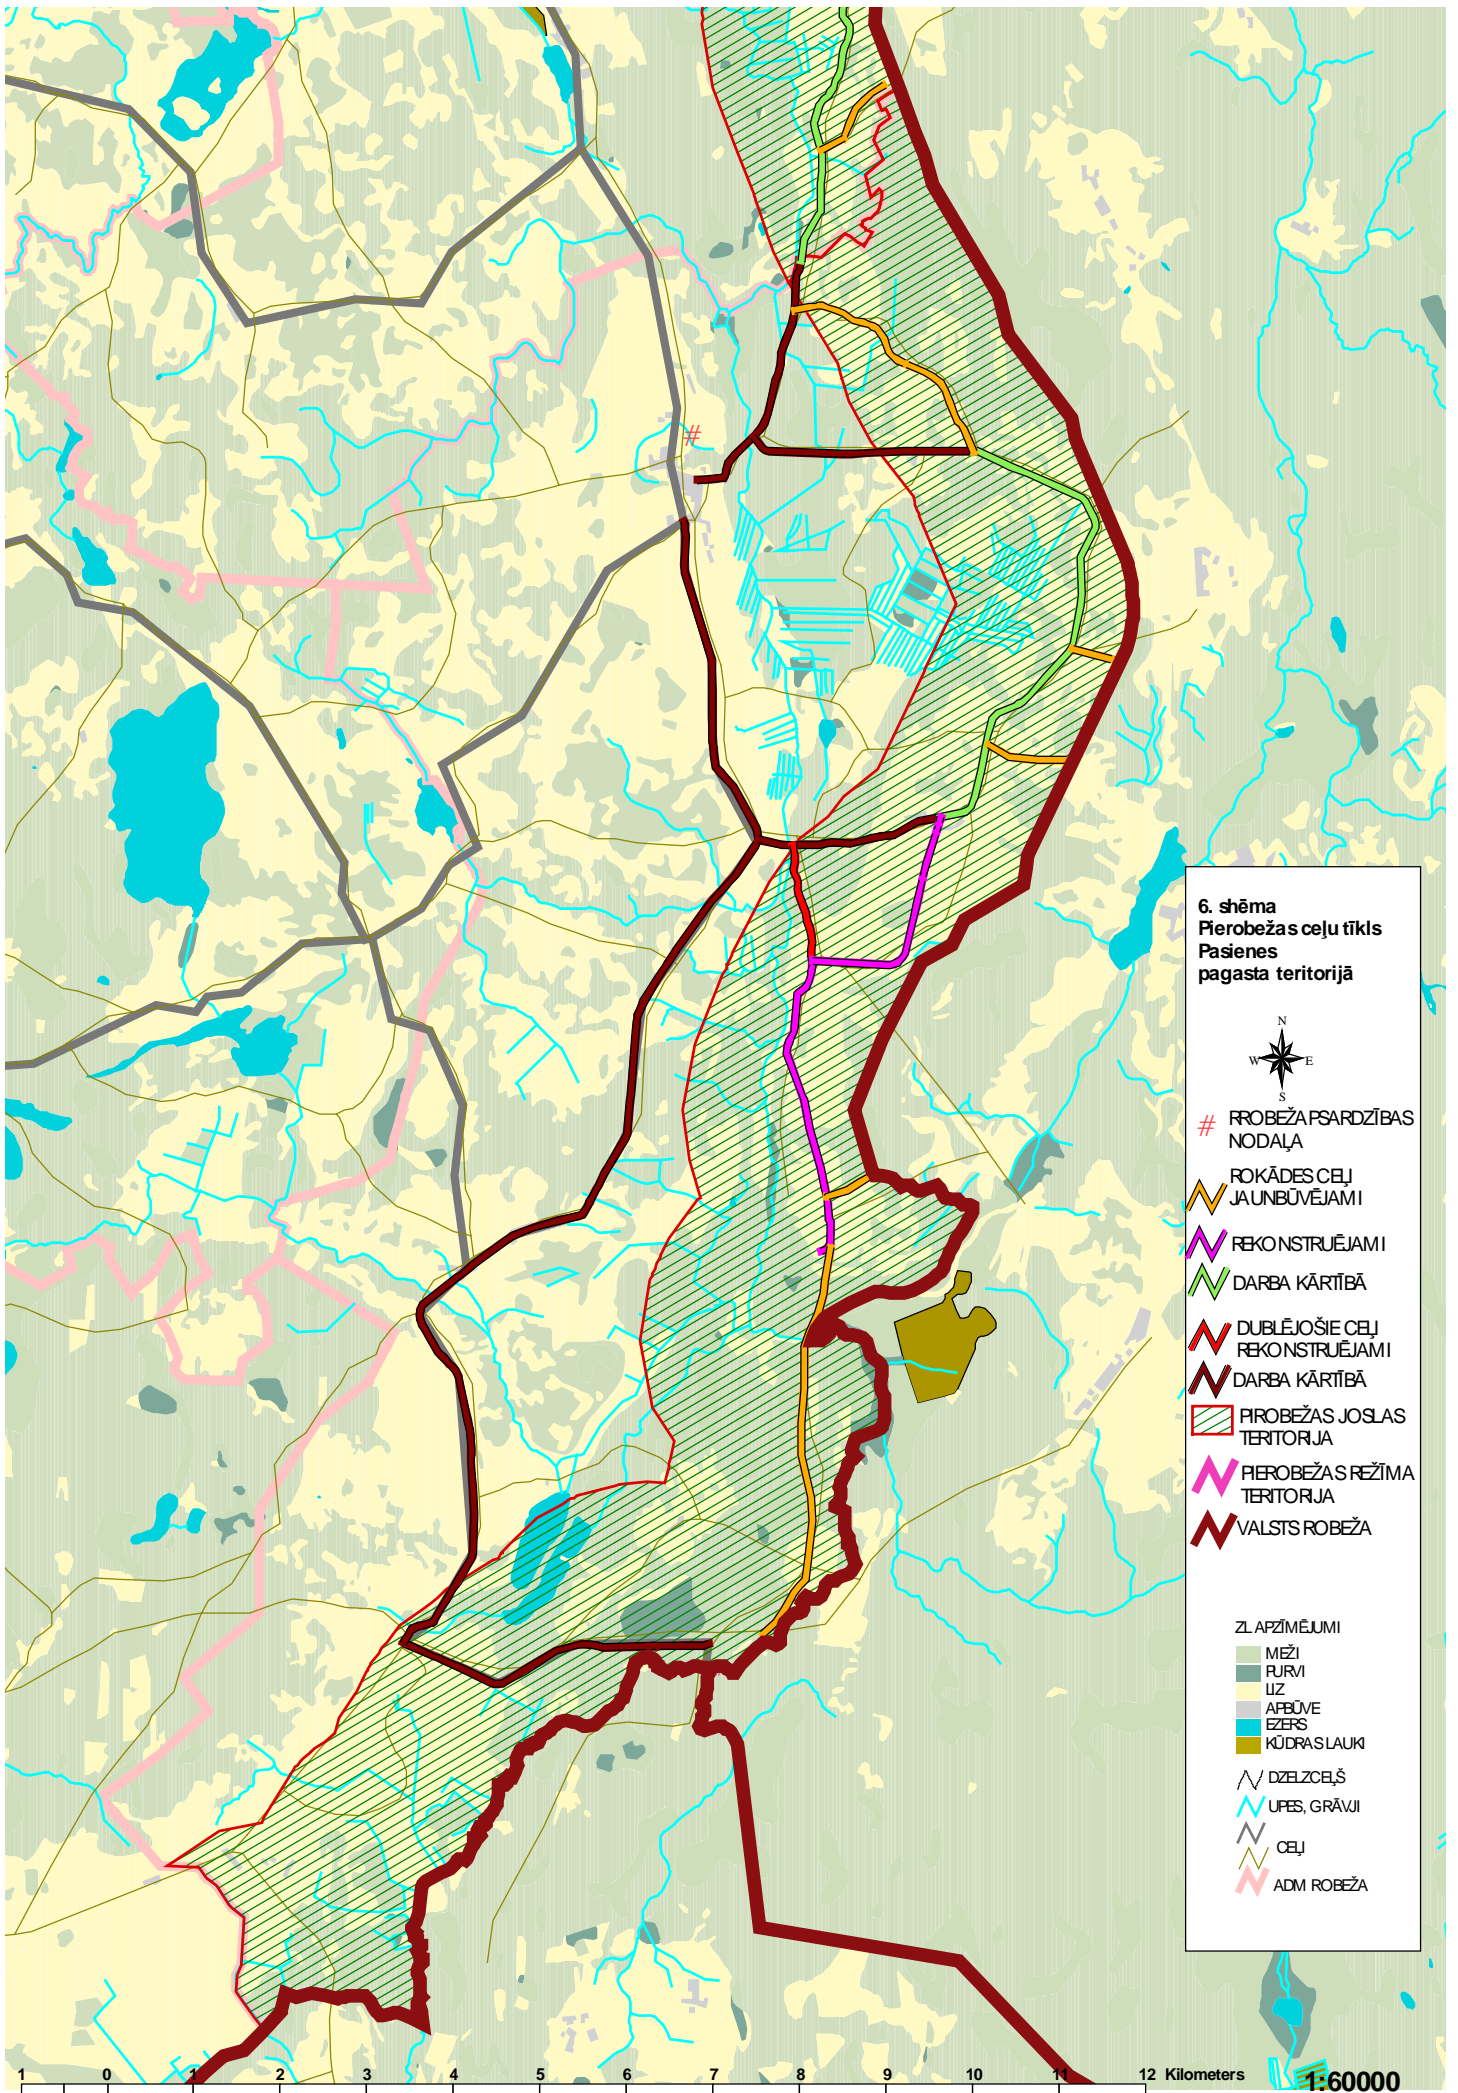 6. shēma
Pierobežas ceļu tīkls
Pasienes
pagasta teritorijā
N
W E
S
# RROBEŽAPSARDZĪBAS
NODAĻA
ROKĀDES CEĻI
JAUNBŪVĒJAMI
REKONSTRUĒJAMI
DARBA KĀRTĪBĀ
DUBLĒJOŠIE CEĻI
REKONSTRUĒJAMI
DARBA KĀRTĪBĀ
PIROBEŽAS JOSLAS
TERITORIJA
PIEROBEŽAS REŽĪMA
TERITORIJA
VALSTS ROBEŽA
ZL APZĪMĒJUMI
MEŽI
PURVI
LIZ
APBŪVE
EZERS
KŪDRAS LAUKI
DZELZCEĻŠ
UPES, GRĀVJI
CEĻI
ADM ROBEŽA
#
1 0 1 2 3 4 5 6 7 8 9 10 11 12 Kilometers
1:60000